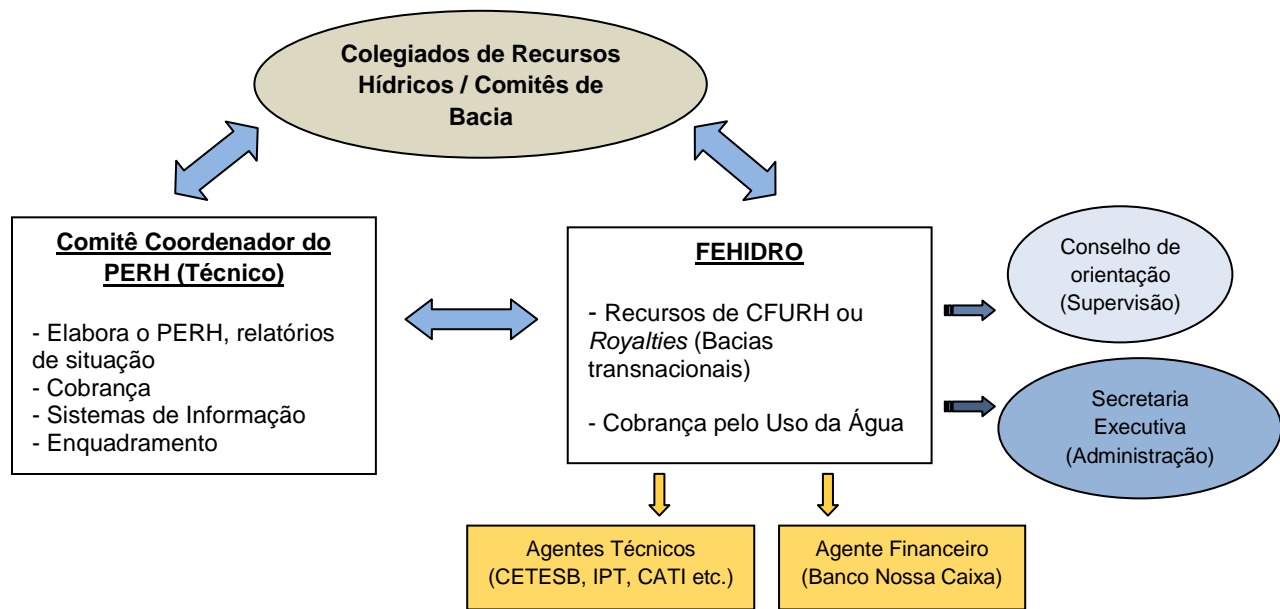 Colegiados de Recursos
Hídricos / Comitês de
Bacia
Comitê Coordenador do
PERH (Técnico)
- Elabora o PERH, relatórios
de situação
- Cobrança
- Sistemas de Informação
- Enquadramento
FEHIDRO
- Recursos de CFURH ou
Royalties (Bacias
transnacionais)
- Cobrança pelo Uso da Água
Conselho de
orientação
(Supervisão)
Secretaria
Executiva
(Administração)
Agentes Técnicos
(CETESB, IPT, CATI etc.)
Agente Financeiro
(Banco Nossa Caixa)